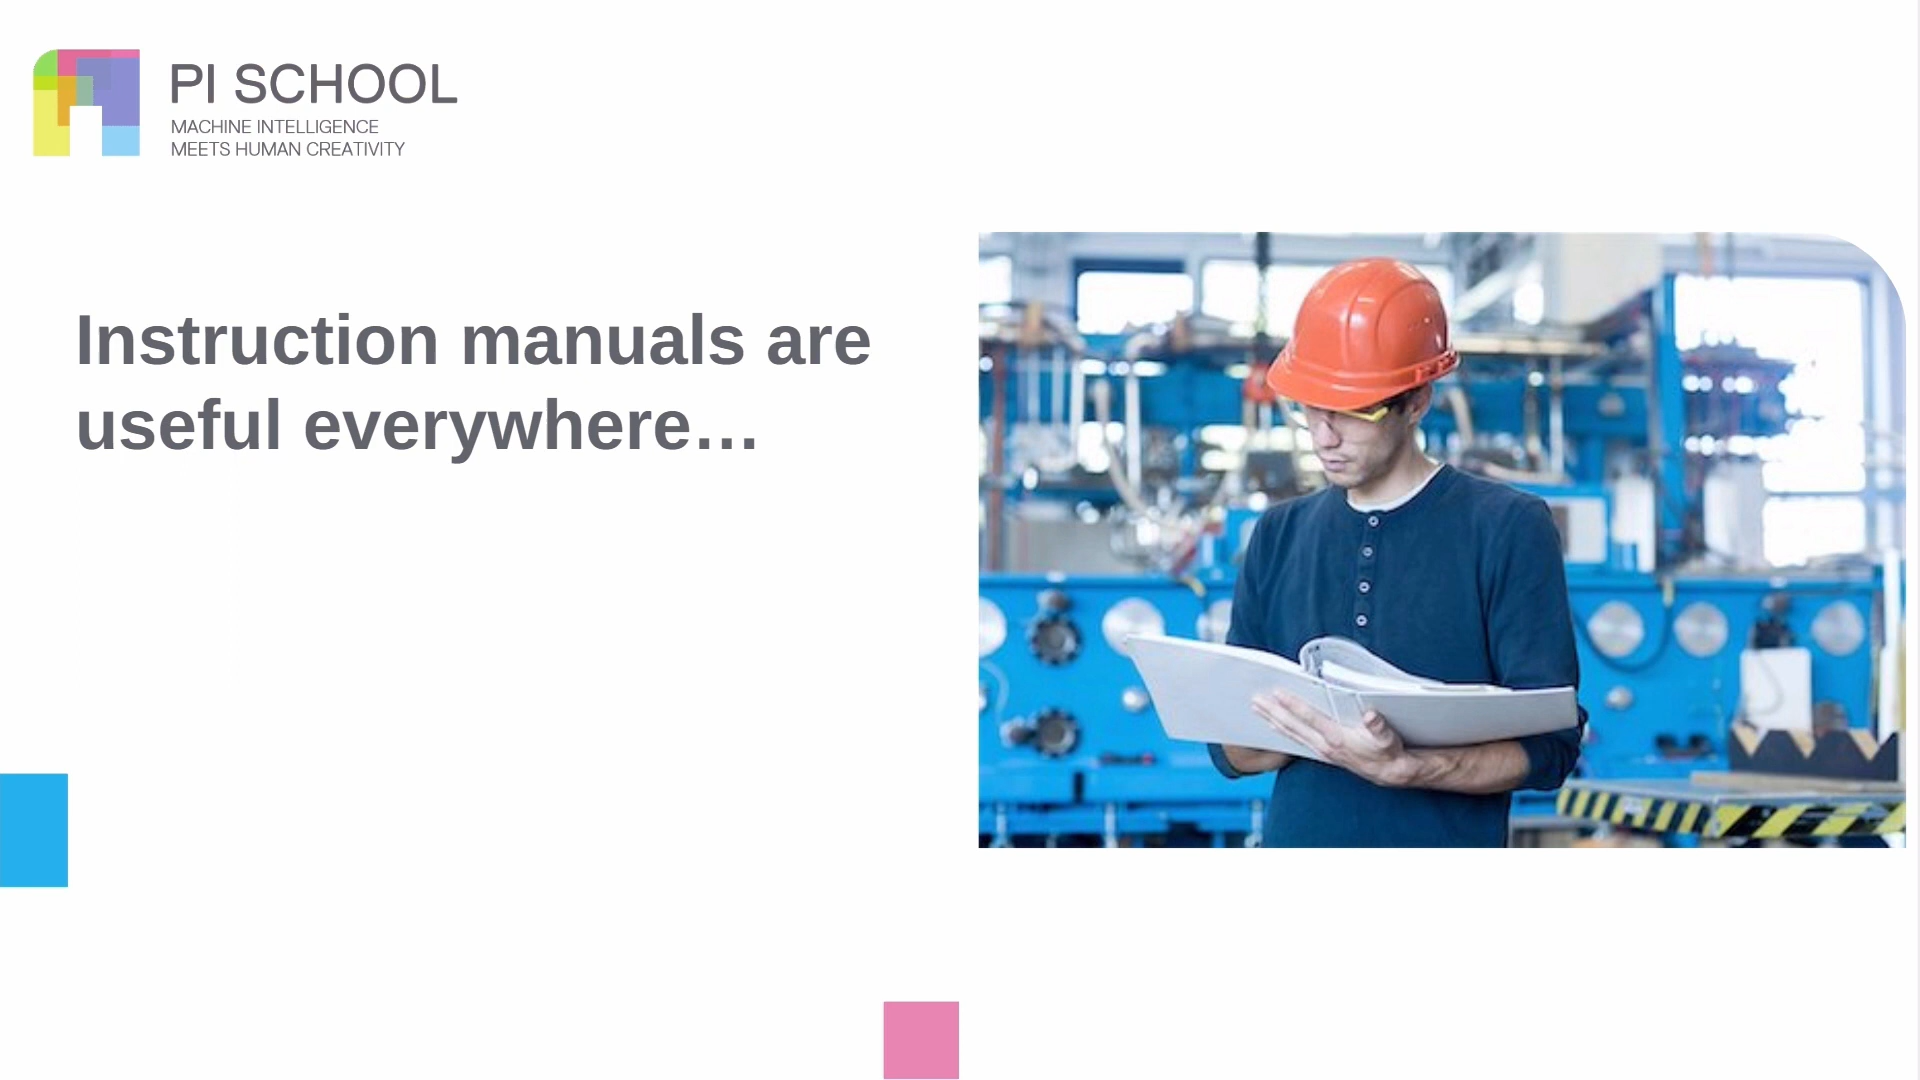 PI SCHOOL
MACHINE INTELLIGENCE
MEETS HUMAN CREATIVITY
Instruction manuals are
useful everywhere…